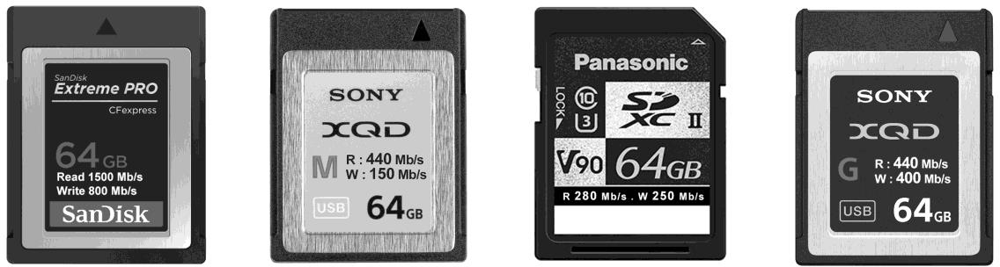 SanDisk
Extreme PRO
CFexpress
64GB
Read 1500 Mb/s
Write 800 Mb/s
SanDisk
SONY
XQD
M
R : 440 Mb/s
W : 150 Mb/s
USB
64GB
Panasonic
LOCK
10
3
SD
XC II
V90
64GB
R 280 Mb/s . W 250 Mb/s
SONY
XQD
G
R : 440 Mb/s
W : 400 Mb/s
USB
64GB